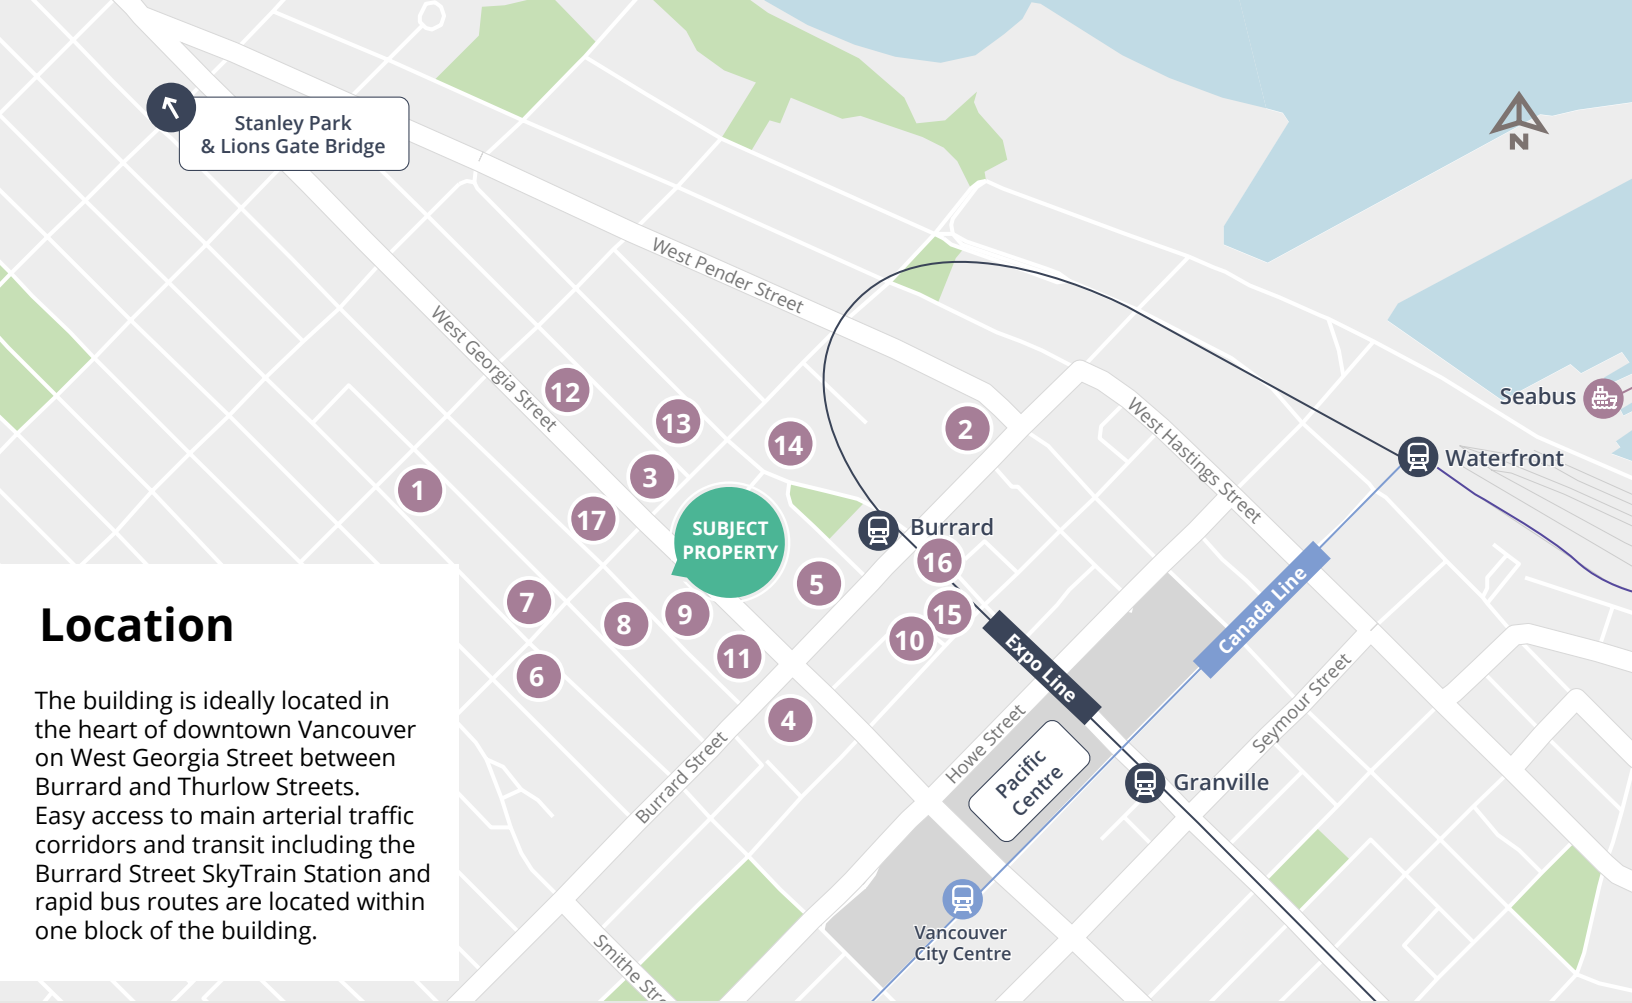 Stanley Park
& Lions Gate Bridge
N
West Pender Street
West Georgia Street
Seabus
12
13
14
2
West Hastings Street
Waterfront
3
1
17
SUBJECT
PROPERTY
Burrard
16
5
7
8
9
15
10
11
6
4
Canada Line
Expo Line
Seymour Street
Howe Street
Burrard Street
Pacific
Centre
Granville
Vancouver
City Centre
Smithe Stre
Location
The building is ideally located in
the heart of downtown Vancouver
on West Georgia Street between
Burrard and Thurlow Streets.
Easy access to main arterial traffic
corridors and transit including the
Burrard Street SkyTrain Station and
rapid bus routes are located within
one block of the building.